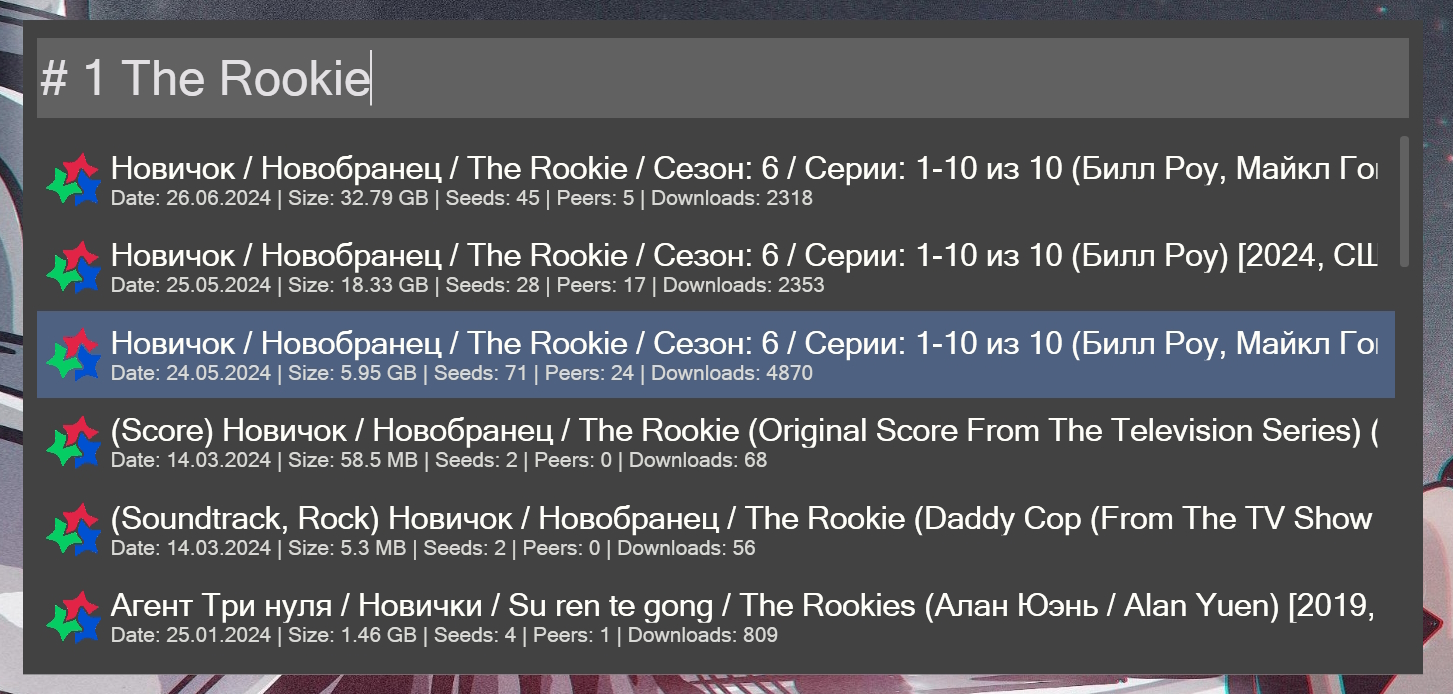 # 1 The Rookie
Новичок / Новобранец / The Rookie / Сезон: 6 / Серии: 1-10 из 10 (Билл Роу, Майкл
Date: 26.06.2024 | Size: 32.79 GB | Seeds: 45 | Peers: 5 | Downloads: 2318
Новичок / Новобранец / The Rookie / Сезон: 6 / Серии: 1-10 из 10 (Билл Роу) [2024,
Date: 25.05.2024 | Size: 18.33 GB | Seeds: 28 | Peers: 17 | Downloads: 2353
Новичок / Новобранец / The Rookie / Сезон: 6 / Серии: 1-10 из 10 (Билл Роу, Майкл
Date: 24.05.2024 | Size: 5.95 GB | Seeds: 71 | Peers: 24 | Downloads: 4870
(Score) Новичок / Новобранец / The Rookie (Original Score From The Television Series) (
Date: 14.03.2024 | Size: 58.5 MB | Seeds: 2 | Peers: 0 | Downloads: 68
(Soundtrack, Rock) Новичок / Новобранец / The Rookie (Daddy Cop (From The TV Show
Date: 14.03.2024 | Size: 5.3 MB | Seeds: 2 | Peers: 0 | Downloads: 56
Агент Три нуля / Новички / Su ren te gong / The Rookies (Алан Юэнь / Alan Yuen) [2019,
Date: 25.01.2024 | Size: 1.46 GB | Seeds: 4 | Peers: 1 | Downloads: 809